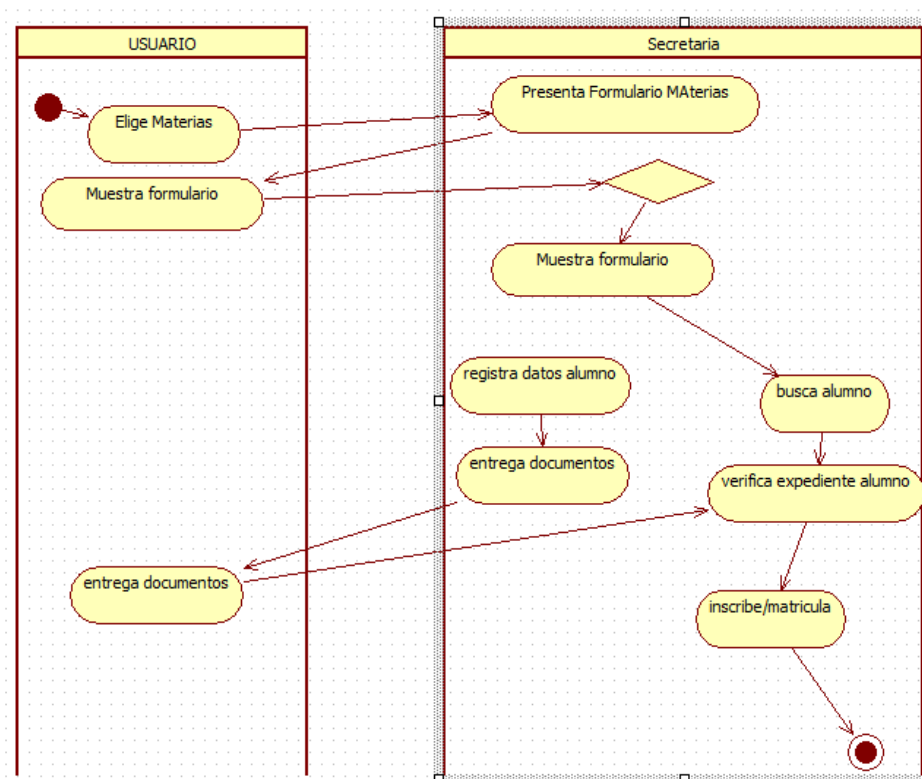 USUARIO
Secretaria
Presenta Formulario MAterias
Elige Materias
Muestra formulario
Muestra formulario
registra datos alumno
busca alumno
entrega documentos
verifica expediente alumno
entrega documentos
inscribe/matricula